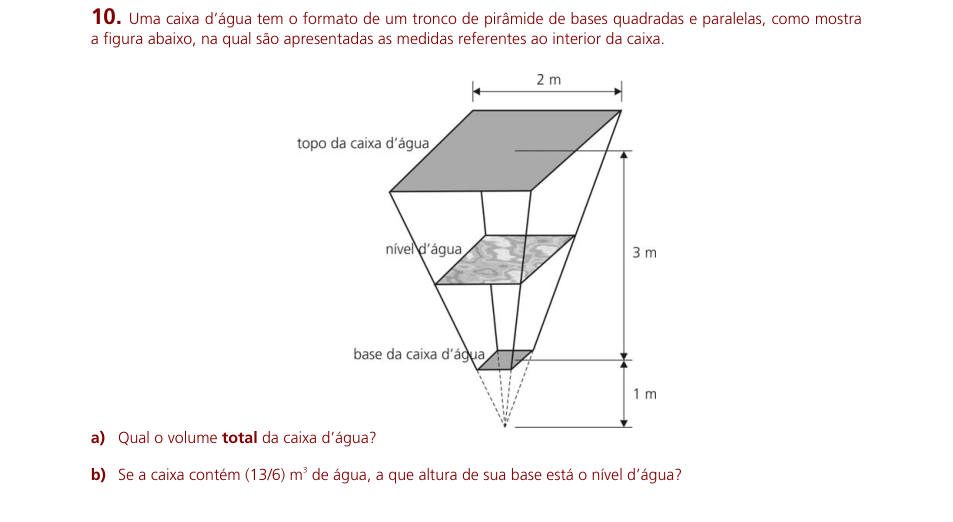 10. Uma caixa d’água tem o formato de um tronco de pirâmide de bases quadradas e paralelas, como mostra
a figura abaixo, na qual são apresentadas as medidas referentes ao interior da caixa.
2 m
topo da caixa d’água
nível d’água
3 m
base da caixa d’água
1 m
a) Qual o volume total da caixa d’água?
b) Se a caixa contém (13/6) m³ de água, a que altura de sua base está o nível d’água?